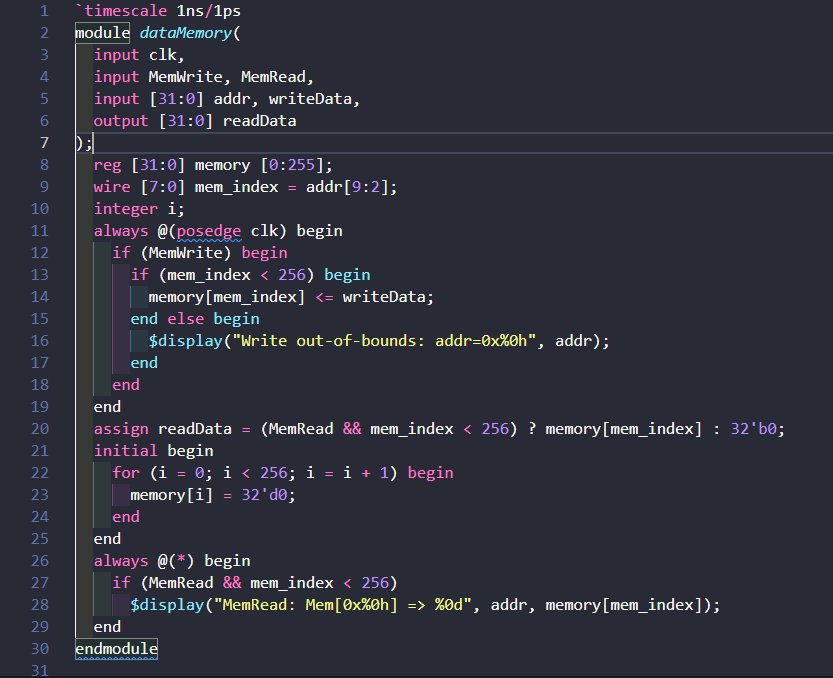 1 `timescale 1ns/1ps
2 module dataMemory(
3 input clk,
4 input MemWrite, MemRead,
5 input [31:0] addr, writeData,
6 output [31:0] readData
7 );
8 reg [31:0] memory [0:255];
9 wire [7:0] mem_index = addr[9:2];
10 integer i;
11 always @(posedge clk) begin
12 if (MemWrite) begin
13 if (mem_index < 256) begin
14 memory[mem_index] <= writeData;
15 end else begin
16 $display("Write out-of-bounds: addr=0x%0h", addr);
17 end
18 end
19 end
20 assign readData = (MemRead && mem_index < 256) ? memory[mem_index] : 32'b0;
21 initial begin
22 for (i = 0; i < 256; i = i + 1) begin
23 memory[i] = 32'd0;
24 end
25 end
26 always @(*) begin
27 if (MemRead && mem_index < 256)
28 $display("MemRead: Mem[0x%0h] => %0d", addr, memory[mem_index]);
29 end
30 endmodule
31